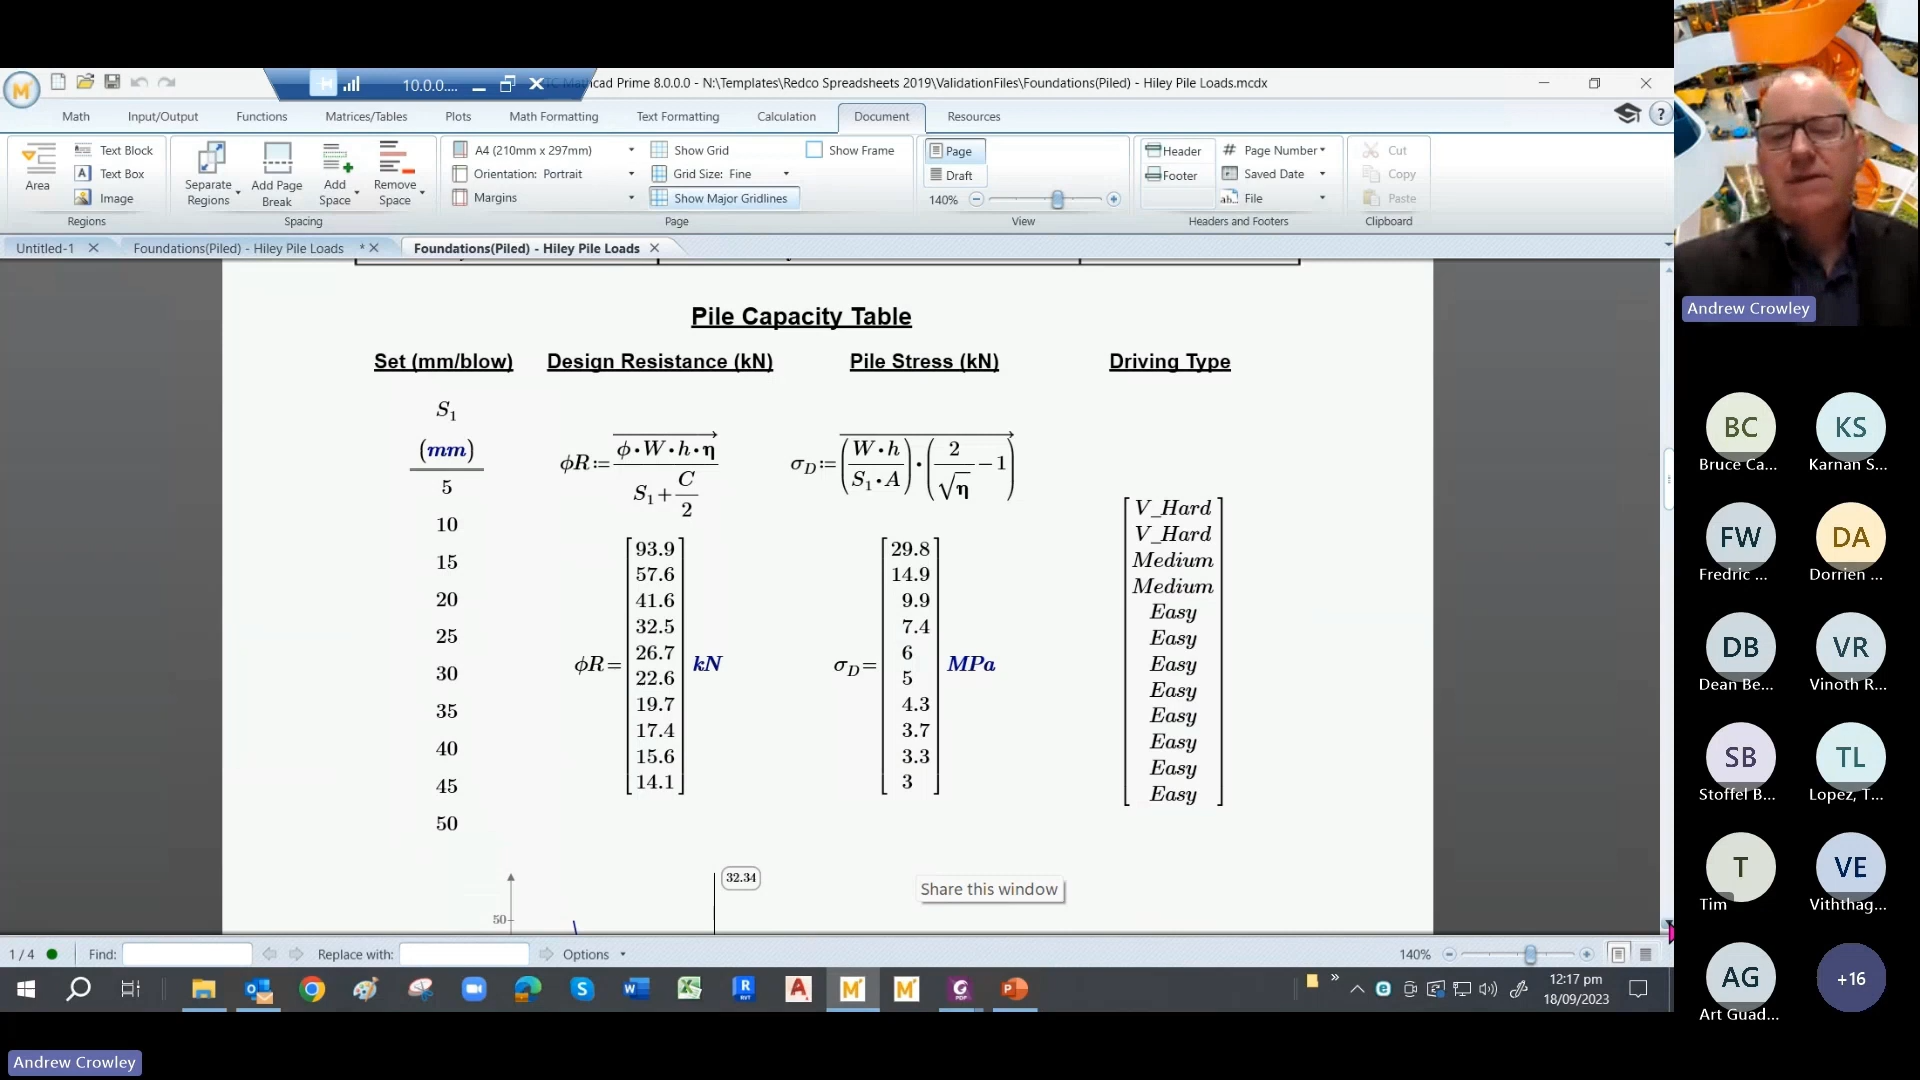 10.0.0....
TC Mathcad Prime 8.0.0.0 - N:\Templates\Redco Spreadsheets 2019\ValidationFiles\Foundations(Piled) - Hiley Pile Loads.mcdx
Math Input/Output Functions Matrices/Tables Plots Math Formatting Text Formatting Calculation Document Resources
Area
Text Block
Text Box
Image
Regions
Separate Regions
Add Page Break
Add Space
Remove Space
Spacing
A4 (210mm x 297mm)
Orientation: Portrait
Margins
Show Grid
Grid Size: Fine
Show Major Gridlines
Show Frame
Page
Page
Draft
140%
View
Header
Footer
# Page Number
Saved Date
File
Headers and Footers
Cut
Copy
Paste
Clipboard
Untitled-1
Foundations(Piled) - Hiley Pile Loads *
Foundations(Piled) - Hiley Pile Loads
Pile Capacity Table
Set (mm/blow) Design Resistance (kN) Pile Stress (kN) Driving Type
S₁
(mm)
5
10
15
20
25
30
35
40
45
50
ϕR:=ϕ·W·h·η/(S₁+C/2)
ϕR=
93.9
57.6
41.6
32.5
26.7
22.6
19.7
17.4
15.6
14.1
kN
σD:=(W·h/(S₁·A))·(2/√η−1)
σD=
29.8
14.9
9.9
7.4
6
5
4.3
3.7
3.3
3
MPa
V_Hard
V_Hard
Medium
Medium
Easy
Easy
Easy
Easy
Easy
Easy
Easy
Easy
32.34
50
Share this window
1 / 4 Find: Replace with: Options 140%
12:17 pm
18/09/2023
Andrew Crowley
Andrew Crowley
BC KS
Bruce Ca... Karnan S...
FW DA
Fredric ... Dorrien ...
DB VR
Dean Be... Vinoth R...
SB TL
Stoffel B... Lopez, T...
T VE
Tim Viththag...
AG +16
Art Guad...